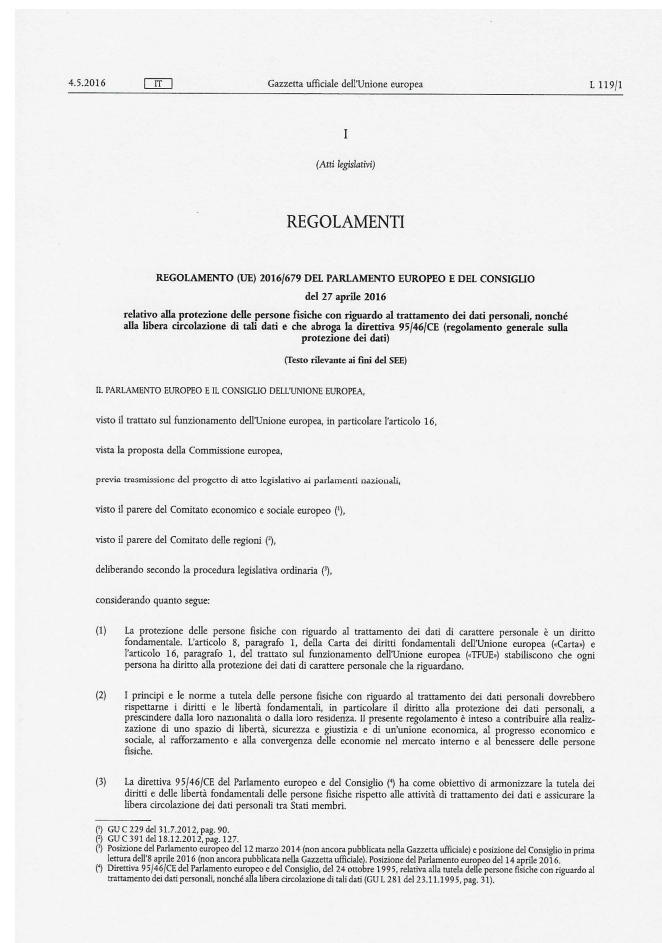 4.5.2016 IT Gazzetta ufficiale dell'Unione europea L 119/1
I
(Atti legislativi)
REGOLAMENTI
REGOLAMENTO (UE) 2016/679 DEL PARLAMENTO EUROPEO E DEL CONSIGLIO
del 27 aprile 2016
relativo alla protezione delle persone fisiche con riguardo al trattamento dei dati personali, nonché
alla libera circolazione di tali dati e che abroga la direttiva 95/46/CE (regolamento generale sulla
protezione dei dati)
(Testo rilevante ai fini del SEE)
IL PARLAMENTO EUROPEO E IL CONSIGLIO DELL'UNIONE EUROPEA,
visto il trattato sul funzionamento dell'Unione europea, in particolare l'articolo 16,
vista la proposta della Commissione europea,
previa trasmissione del progetto di atto legislativo ai parlamenti nazionali,
visto il parere del Comitato economico e sociale europeo (¹),
visto il parere del Comitato delle regioni (²),
deliberando secondo la procedura legislativa ordinaria (³),
considerando quanto segue:
(1) La protezione delle persone fisiche con riguardo al trattamento dei dati di carattere personale è un diritto
fondamentale. L'articolo 8, paragrafo 1, della Carta dei diritti fondamentali dell'Unione europea («Carta») e
l'articolo 16, paragrafo 1, del trattato sul funzionamento dell'Unione europea («TFUE») stabiliscono che ogni
persona ha diritto alla protezione dei dati di carattere personale che la riguardano.
(2) I principi e le norme a tutela delle persone fisiche con riguardo al trattamento dei dati personali dovrebbero
rispettarne i diritti e le libertà fondamentali, in particolare il diritto alla protezione dei dati personali, a
prescindere dalla loro nazionalità o dalla loro residenza. Il presente regolamento è inteso a contribuire alla realiz-
zazione di uno spazio di libertà, sicurezza e giustizia e di un'unione economica, al progresso economico e
sociale, al rafforzamento e alla convergenza delle economie nel mercato interno e al benessere delle persone
fisiche.
(3) La direttiva 95/46/CE del Parlamento europeo e del Consiglio (⁴) ha come obiettivo di armonizzare la tutela dei
diritti e delle libertà fondamentali delle persone fisiche rispetto alle attività di trattamento dei dati e assicurare la
libera circolazione dei dati personali tra Stati membri.
(¹) GU C 229 del 31.7.2012, pag. 90.
(²) GU C 391 del 18.12.2012, pag. 127.
(³) Posizione del Parlamento europeo del 12 marzo 2014 (non ancora pubblicata nella Gazzetta ufficiale) e posizione del Consiglio in prima
lettura dell'8 aprile 2016 (non ancora pubblicata nella Gazzetta ufficiale). Posizione del Parlamento europeo del 14 aprile 2016.
(⁴) Direttiva 95/46/CE del Parlamento europeo e del Consiglio, del 24 ottobre 1995, relativa alla tutela delle persone fisiche con riguardo al
trattamento dei dati personali, nonché alla libera circolazione di tali dati (GU L 281 del 23.11.1995, pag. 31).